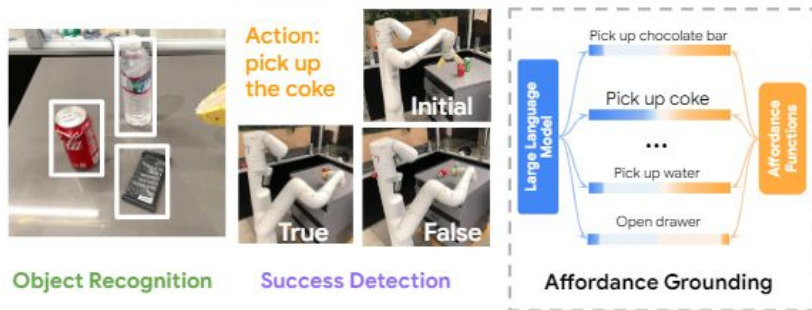 Action:
pick up
the coke
Initial
True
False
Object Recognition
Success Detection
Large Language
Model
Pick up chocolate bar
Pick up coke
...
Pick up water
Open drawer
Affordance
Functions
Affordance Grounding